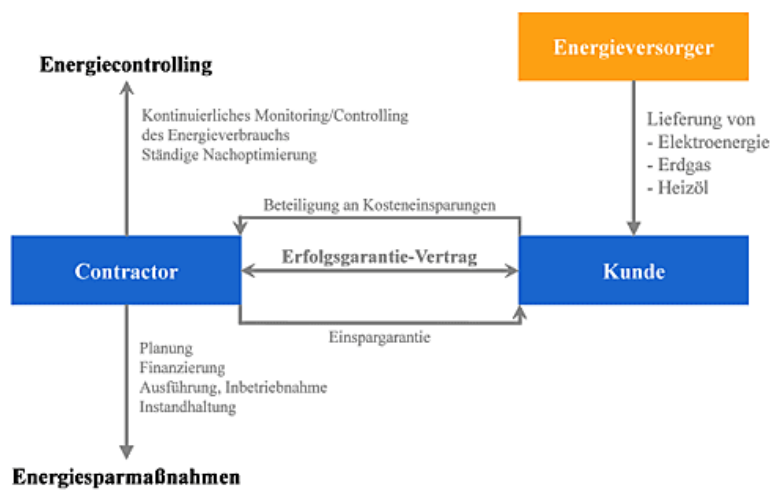 Energieversorger
Energiecontrolling
Kontinuierliches Monitoring/Controlling
des Energieverbrauchs
Ständige Nachoptimierung
Lieferung von
- Elektroenergie
- Erdgas
- Heizöl
Beteiligung an Kosteneinsparungen
Contractor
Erfolgsgarantie-Vertrag
Kunde
Einspargarantie
Planung
Finanzierung
Ausführung, Inbetriebnahme
Instandhaltung
Energiesparmaßnahmen